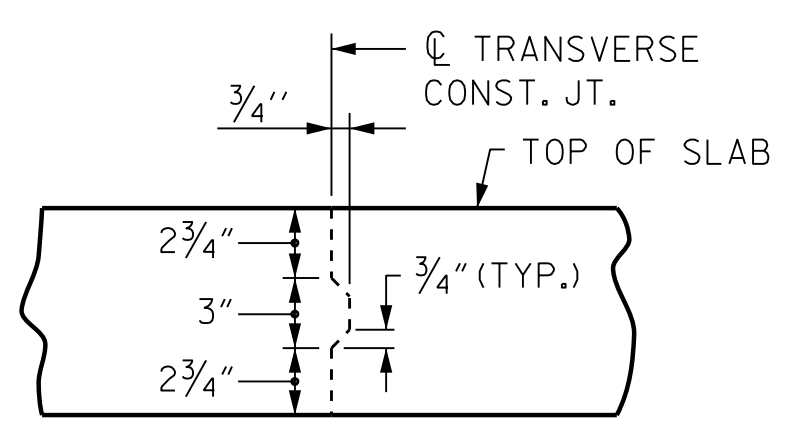 ℄ TRANSVERSE
CONST. JT.
3/4''
TOP OF SLAB
2 3/4"
3/4" (TYP.)
3"
2 3/4"